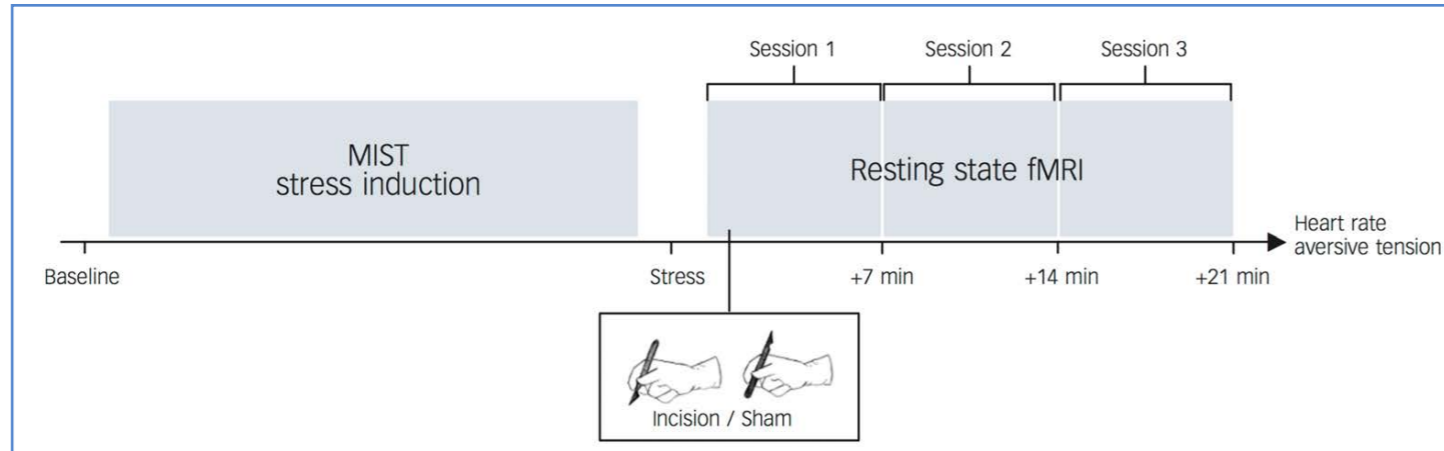 Session 1
Session 2
Session 3
MIST
stress induction
Resting state fMRI
Heart rate
aversive tension
Baseline
Stress
+7 min
+14 min
+21 min
Incision / Sham